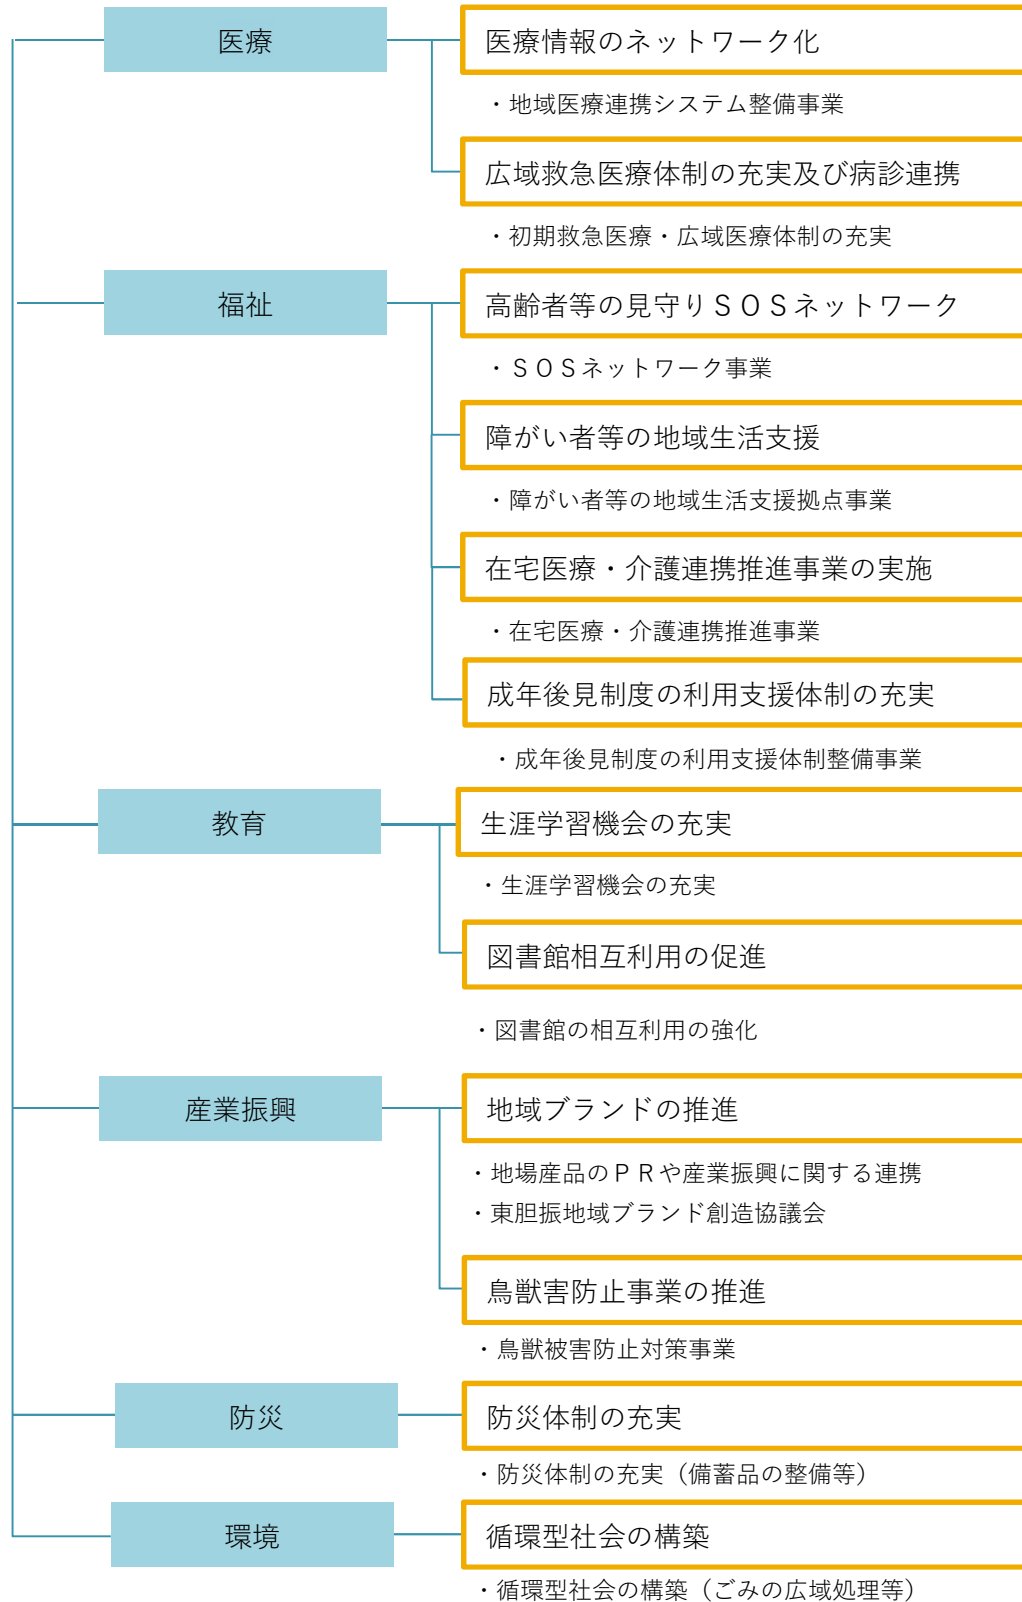 医療
医療情報のネットワーク化
・地域医療連携システム整備事業
広域救急医療体制の充実及び病診連携
・初期救急医療・広域医療体制の充実
福祉
高齢者等の見守りＳＯＳネットワーク
・ＳＯＳネットワーク事業
障がい者等の地域生活支援
・障がい者等の地域生活支援拠点事業
在宅医療・介護連携推進事業の実施
・在宅医療・介護連携推進事業
成年後見制度の利用支援体制の充実
・成年後見制度の利用支援体制整備事業
教育
生涯学習機会の充実
・生涯学習機会の充実
図書館相互利用の促進
・図書館の相互利用の強化
産業振興
地域ブランドの推進
・地場産品のＰＲや産業振興に関する連携
・東胆振地域ブランド創造協議会
鳥獣害防止事業の推進
・鳥獣被害防止対策事業
防災
防災体制の充実
・防災体制の充実（備蓄品の整備等）
環境
循環型社会の構築
・循環型社会の構築（ごみの広域処理等）